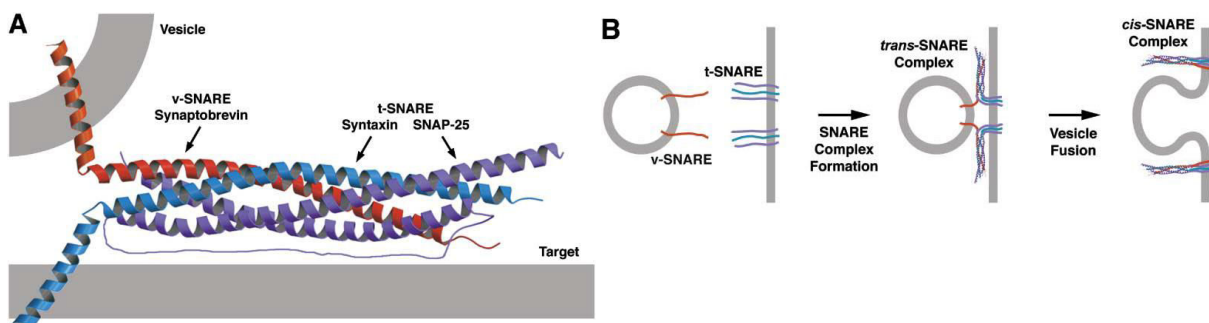 A
Vesicle
v-SNARE
Synaptobrevin
t-SNARE
Syntaxin SNAP-25
Target
B
t-SNARE
v-SNARE
SNARE
Complex
Formation
trans-SNARE
Complex
Vesicle
Fusion
cis-SNARE
Complex